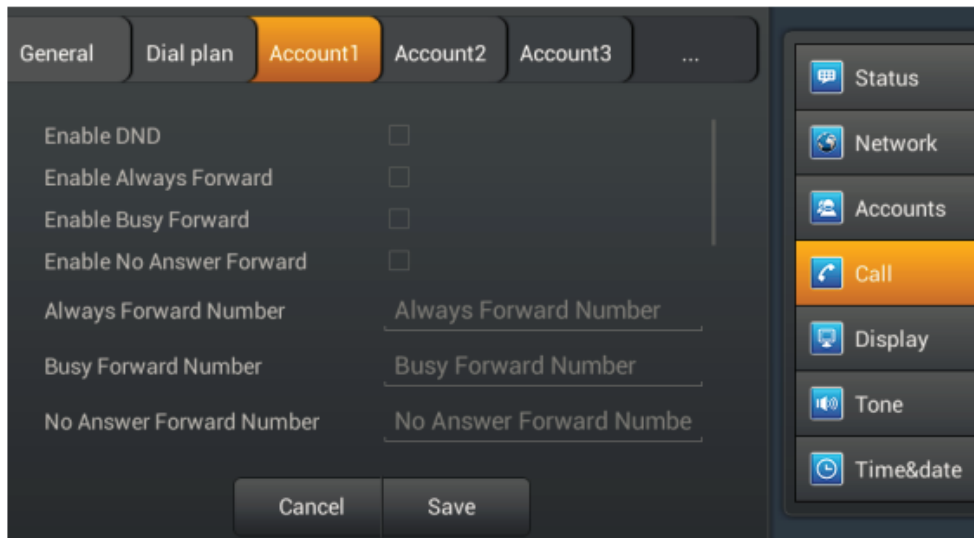 General Dial plan Account1 Account2 Account3 ...
Enable DND
Enable Always Forward
Enable Busy Forward
Enable No Answer Forward
Always Forward Number Always Forward Number
Busy Forward Number Busy Forward Number
No Answer Forward Number No Answer Forward Numbe
Cancel Save
Status
Network
Accounts
Call
Display
Tone
Time&date